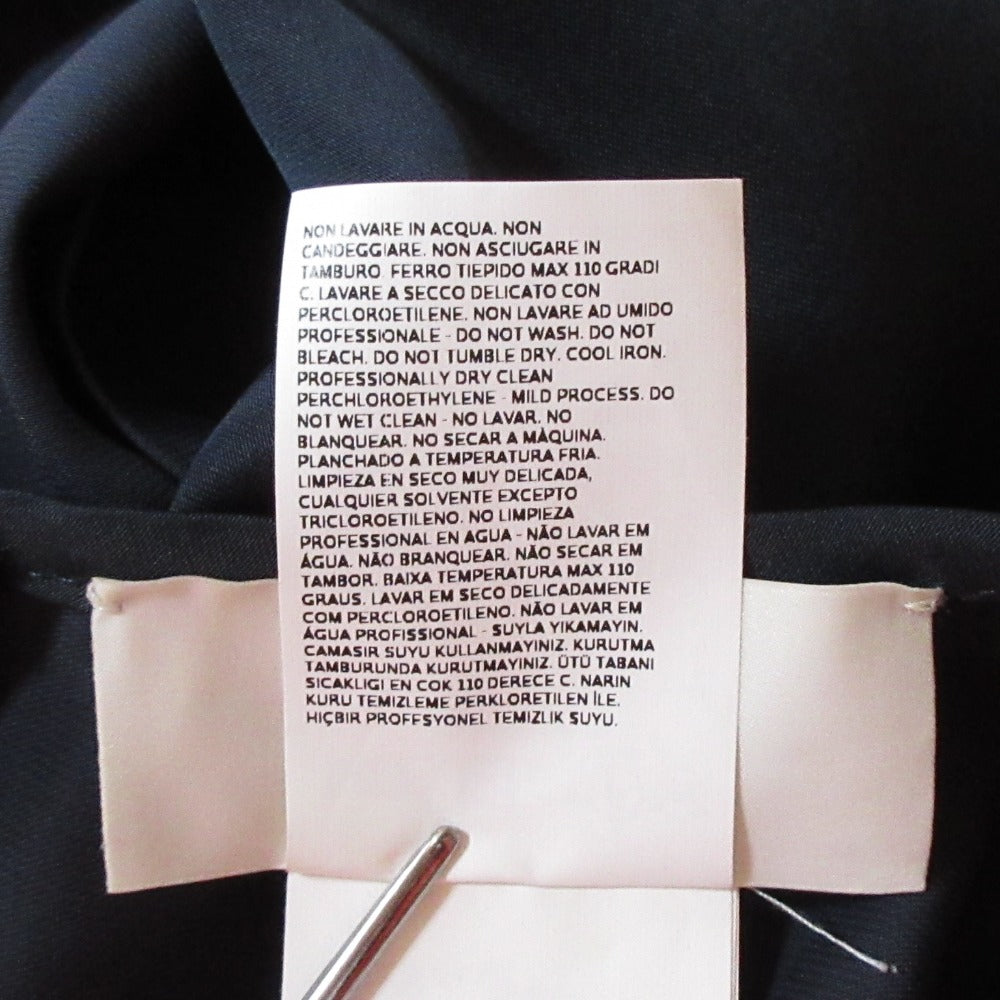 NON LAVARE IN ACQUA. NON
CANDEGGIARE. NON ASCIUGARE IN
TAMBURO. FERRO TIEPIDO MAX 110 GRADI
C. LAVARE A SECCO DELICATO CON
PERCLOROETILENE. NON LAVARE AD UMIDO
PROFESSIONALE - DO NOT WASH. DO NOT
BLEACH. DO NOT TUMBLE DRY. COOL IRON.
PROFESSIONALLY DRY CLEAN
PERCHLOROETHYLENE - MILD PROCESS. DO
NOT WET CLEAN - NO LAVAR. NO
BLANQUEAR. NO SECAR A MÀQUINA.
PLANCHADO A TEMPERATURA FRIA.
LIMPIEZA EN SECO MUY DELICADA,
CUALQUIER SOLVENTE EXCEPTO
TRICLOROETILENO. NO LIMPIEZA
PROFESSIONAL EN AGUA - NÃO LAVAR EM
ÁGUA. NÃO BRANQUEAR. NÃO SECAR EM
TAMBOR. BAIXA TEMPERATURA MAX 110
GRAUS. LAVAR EM SECO DELICADAMENTE
COM PERCLOROETILENO. NÃO LAVAR EM
ÁGUA PROFISSIONAL - SUYLA YIKAMAYIN.
CAMASIR SUYU KULLANMAYINIZ. KURUTMA
TAMBURUNDA KURUTMAYINIZ. ÜTÜ TABANI
SICAKLIGI EN COK 110 DERECE C. NARIN
KURU TEMIZLEME PERKLORETILEN İLE.
HIÇBIR PROFFSYONEL TEMIZLIK SUYU.